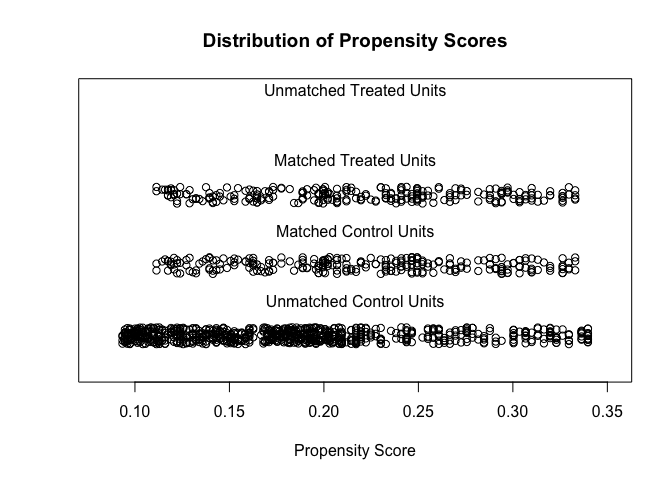 Distribution of Propensity Scores
Unmatched Treated Units
Matched Treated Units
Matched Control Units
Unmatched Control Units
0.10 0.15 0.20 0.25 0.30 0.35
Propensity Score